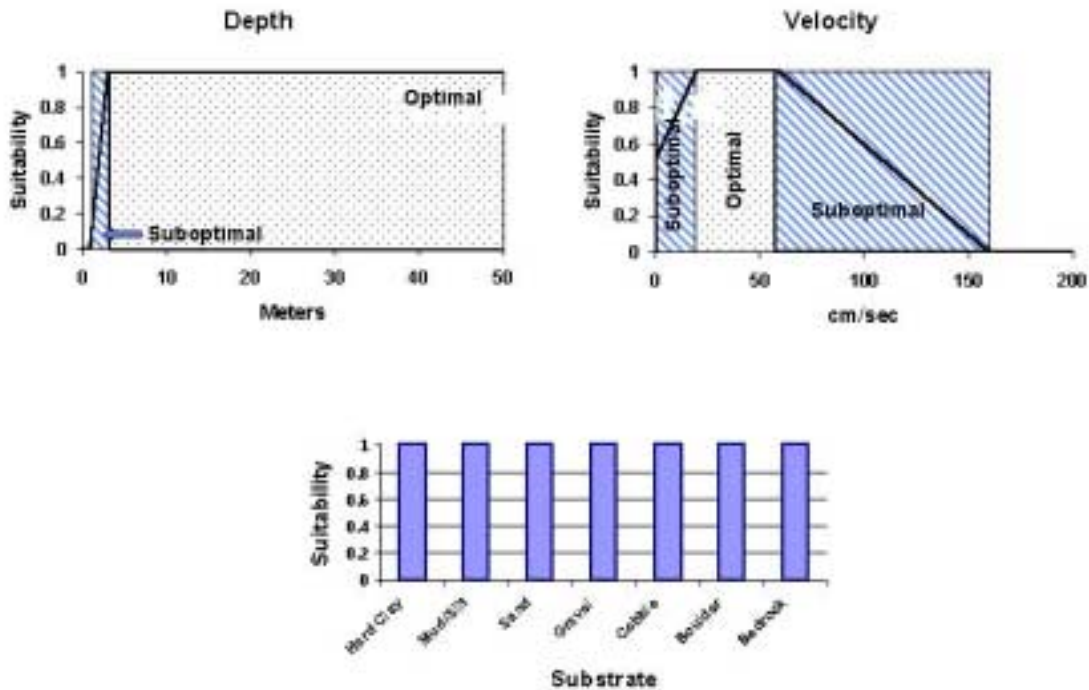 Depth
Suitability
1
0.8
0.6
0.4
0.2
0
Optimal
Suboptimal
0 10 20 30 40 50
Meters
Velocity
Suitability
1
0.8
0.6
0.4
0.2
0
Suboptimal
Optimal
Suboptimal
0 50 100 150 200
cm/sec
Suitability
1
0.8
0.6
0.4
0.2
0
Hard Clay
Mud/Silt
Sand
Gravel
Cobble
Boulder
Bedrock
Substrate